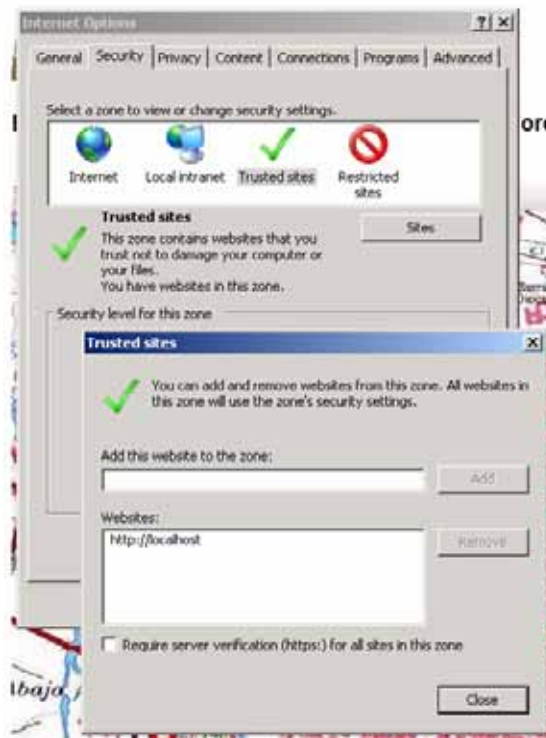 Internet Options
General Security Privacy Content Connections Programs Advanced
Select a zone to view or change security settings.
Internet
Local intranet
Trusted sites
Restricted
sites
Trusted sites
This zone contains websites that you
trust not to damage your computer or
your files.
You have websites in this zone.
Sites
Security level for this zone
Trusted sites
You can add and remove websites from this zone. All websites in
this zone will use the zone's security settings.
Add this website to the zone:
Add
Websites:
http://localhost
Remove
Require server verification (https:) for all sites in this zone
Close
Abajo